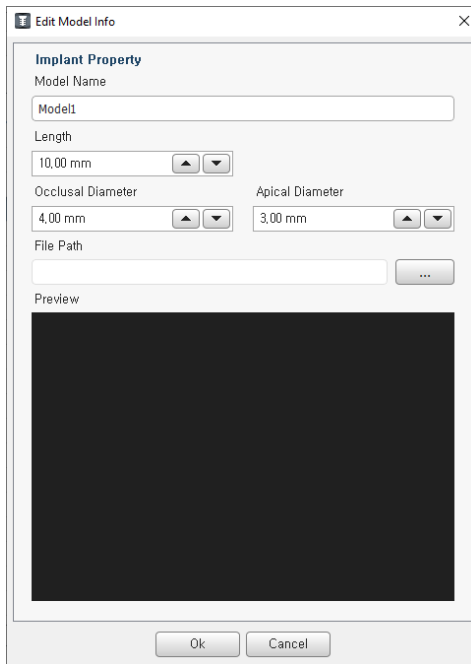 Edit Model Info
Implant Property
Model Name
Model1
Length
10,00 mm
Occlusal Diameter Apical Diameter
4,00 mm 3,00 mm
File Path
...
Preview
Ok Cancel